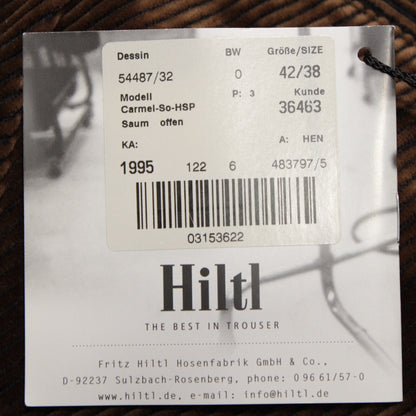 Dessin BW Größe/SIZE
54487/32 0 42/38
Modell P: 3 Kunde
Carmel-So-HSP 36463
Saum offen
KA: A: HEN
1995 122 6 483797/5
03153622
Hiltl
THE BEST IN TROUSER
Fritz Hiltl Hosenfabrik GmbH & Co.,
D-92237 Sulzbach-Rosenberg, phone: 0 96 61/57-0
www.hiltl.de, e-mail: info@hiltl.de